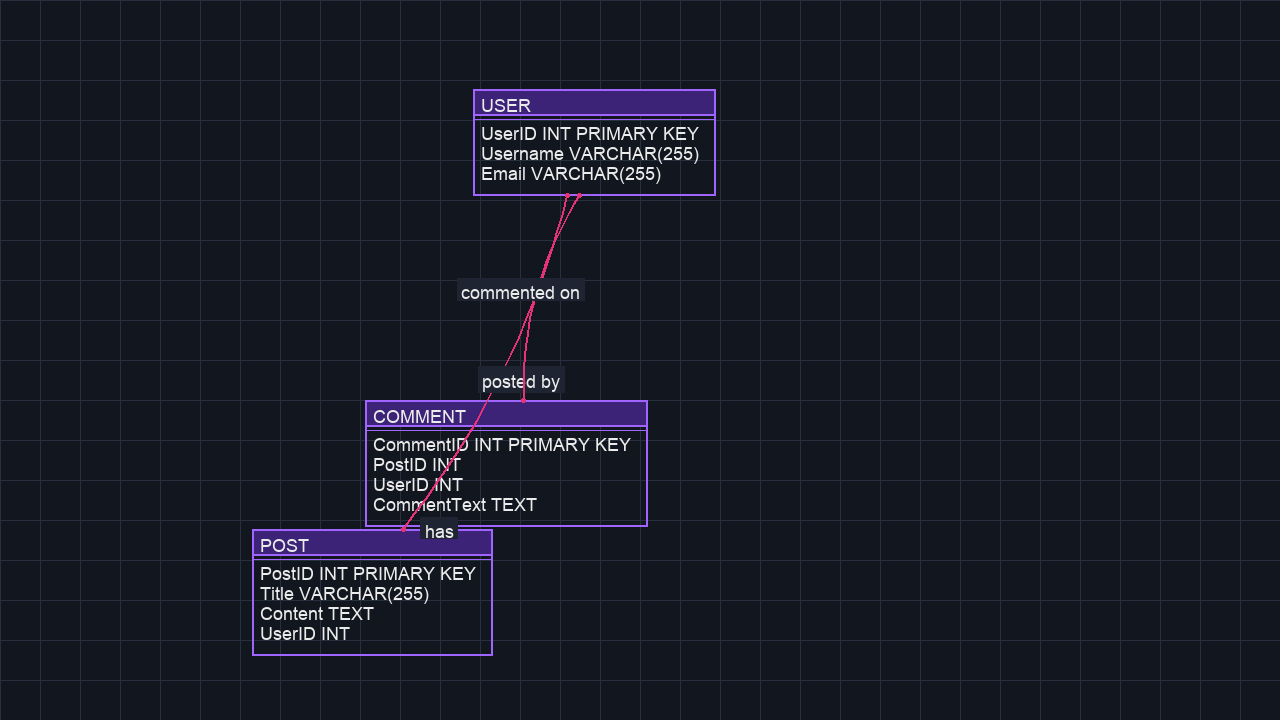 USER
UserID INT PRIMARY KEY
Username VARCHAR(255)
Email VARCHAR(255)
commented on
posted by
COMMENT
CommentID INT PRIMARY KEY
PostID INT
UserID INT
CommentText TEXT
has
POST
PostID INT PRIMARY KEY
Title VARCHAR(255)
Content TEXT
UserID INT